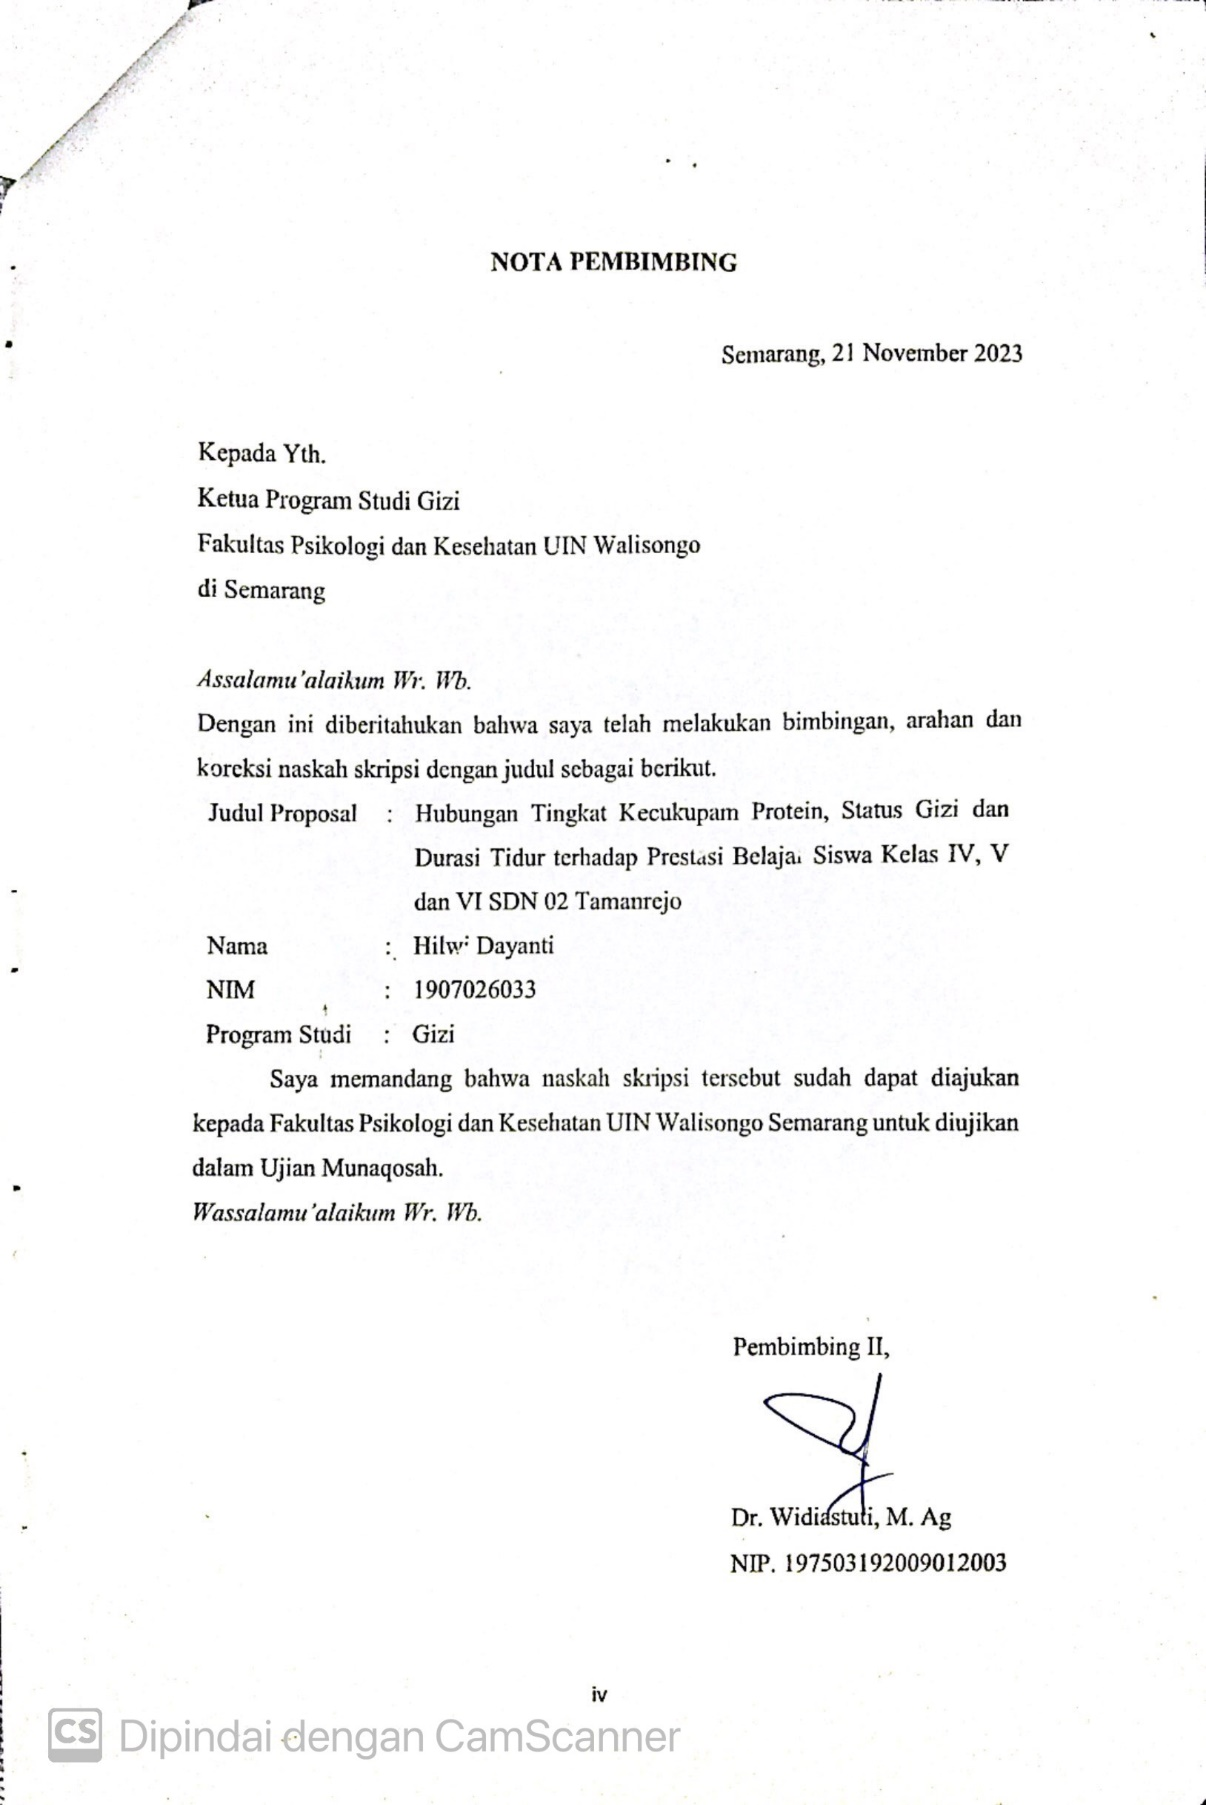 NOTA PEMBIMBING
Semarang, 21 November 2023
Kepada Yth.
Ketua Program Studi Gizi
Fakultas Psikologi dan Kesehatan UIN Walisongo
di Semarang
Assalamu'alaikum Wr. Wb.
Dengan ini diberitahukan bahwa saya telah melakukan bimbingan, arahan dan
koreksi naskah skripsi dengan judul sebagai berikut.
Judul Proposal : Hubungan Tingkat Kecukupam Protein, Status Gizi dan
Durasi Tidur terhadap Prestasi Belajar Siswa Kelas IV, V
dan VI SDN 02 Tamanrejo
Nama : Hilwi Dayanti
NIM : 1907026033
Program Studi : Gizi
Saya memandang bahwa naskah skripsi tersebut sudah dapat diajukan
kepada Fakultas Psikologi dan Kesehatan UIN Walisongo Semarang untuk diujikan
dalam Ujian Munaqosah.
Wassalamu'alaikum Wr. Wb.
Pembimbing II,
Dr. Widiastuti, M. Ag
NIP. 197503192009012003
iv
CS Dipindai dengan CamScanner